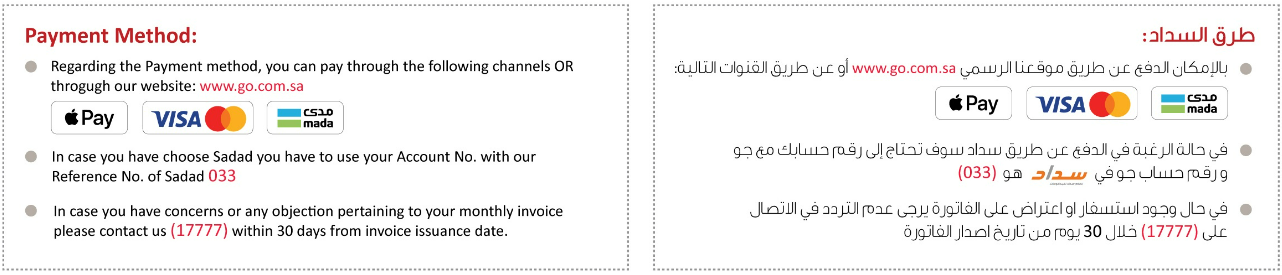 Payment Method:
Regarding the Payment method, you can pay through the following channels OR
throgugh our website: www.go.com.sa
Pay VISA مدى mada
In case you have choose Sadad you have to use your Account No. with our
Reference No. of Sadad 033
In case you have concerns or any objection pertaining to your monthly invoice
please contact us (17777) within 30 days from invoice issuance date.
طرق السداد:
بالإمكان الدفع عن طريق موقعنا الرسمي www.go.com.sa أو عن طريق القنوات التالية:
Pay VISA مدى mada
في حالة الرغبة في الدفع عن طريق سداد سوف تحتاج إلى رقم حسابك مع جو
و رقم حساب جو في سداد هو (033)
في حال وجود استسفار او اعتراض على الفاتورة يرجى عدم التردد في الاتصال
على (17777) خلال 30 يوم من تاريخ اصدار الفاتورة